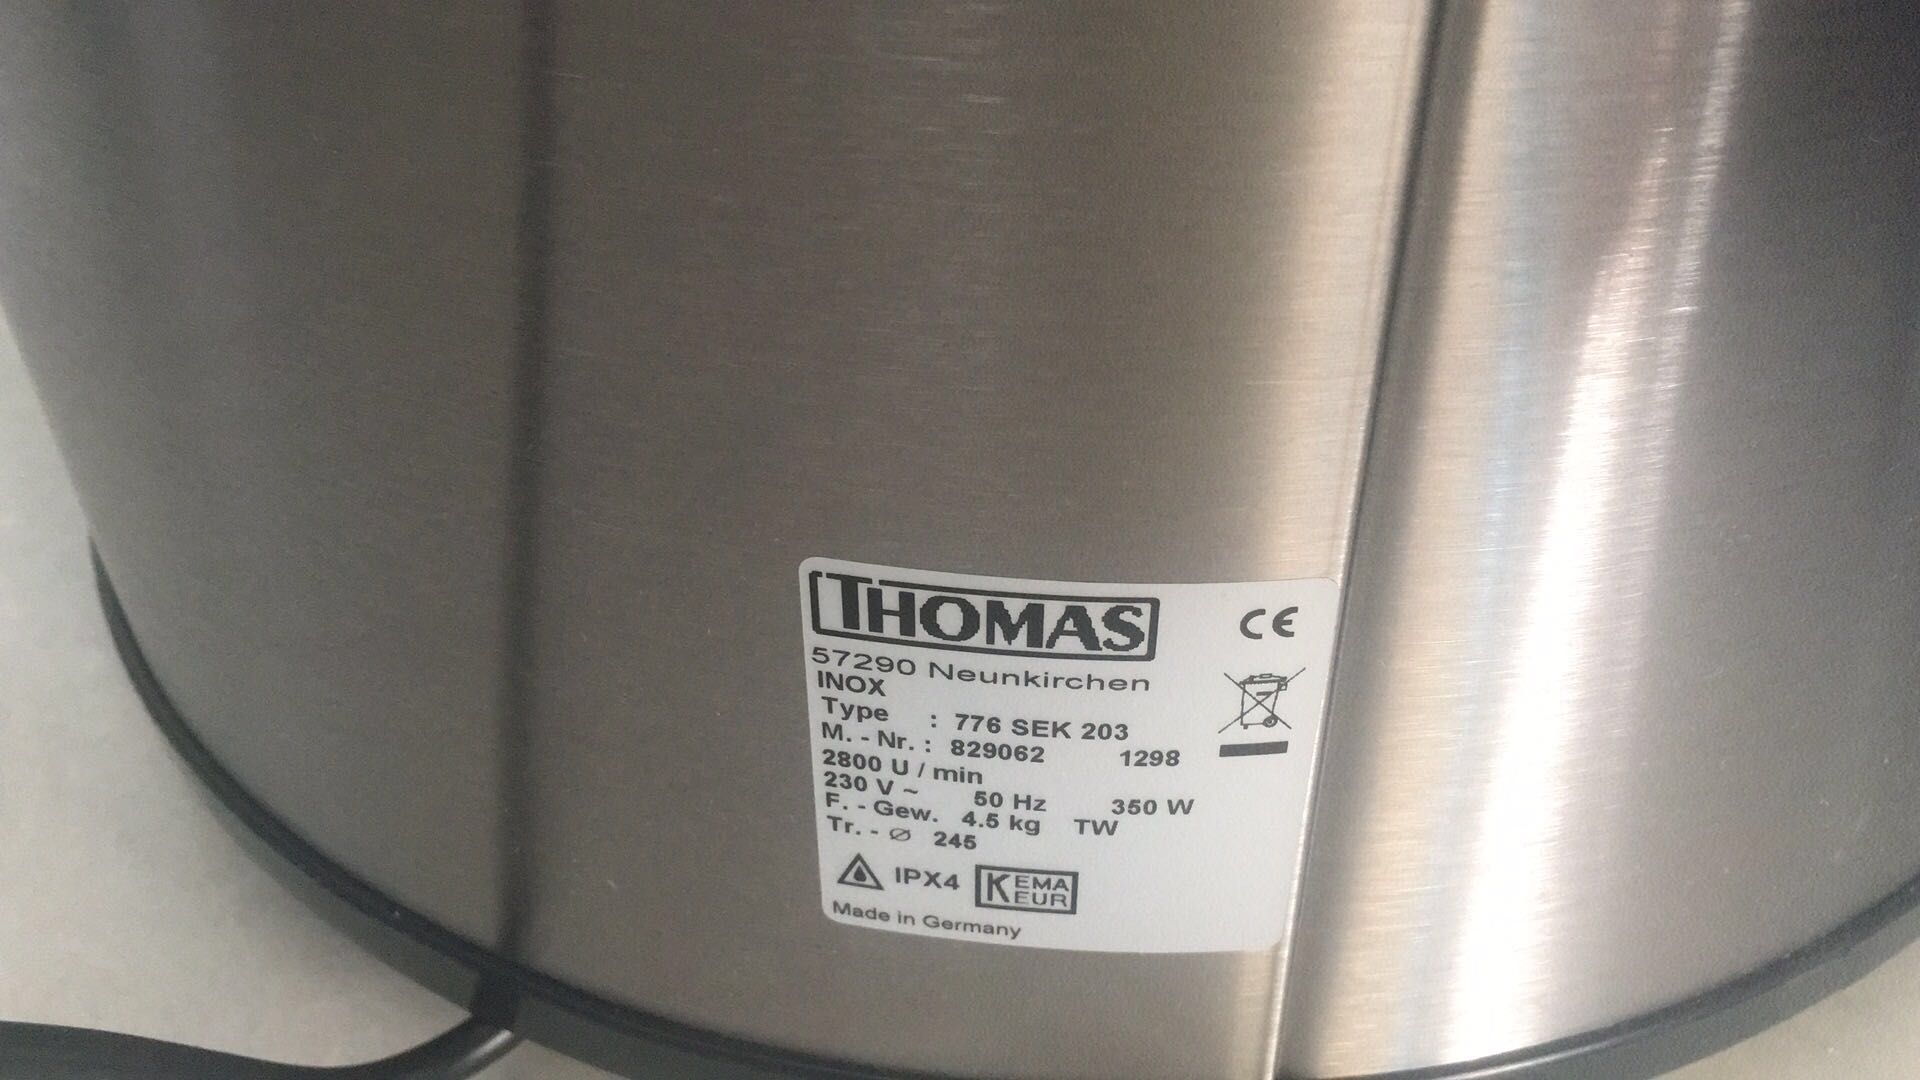 THOMAS
CE
57290 Neunkirchen
INOX
Type : 776 SEK 203
M. - Nr. : 829062 1298
2800 U / min
230 V ~ 50 Hz 350 W
F. - Gew. 4.5 kg TW
Tr. - ∅ 245
IPX4 KEMA EUR
Made in Germany